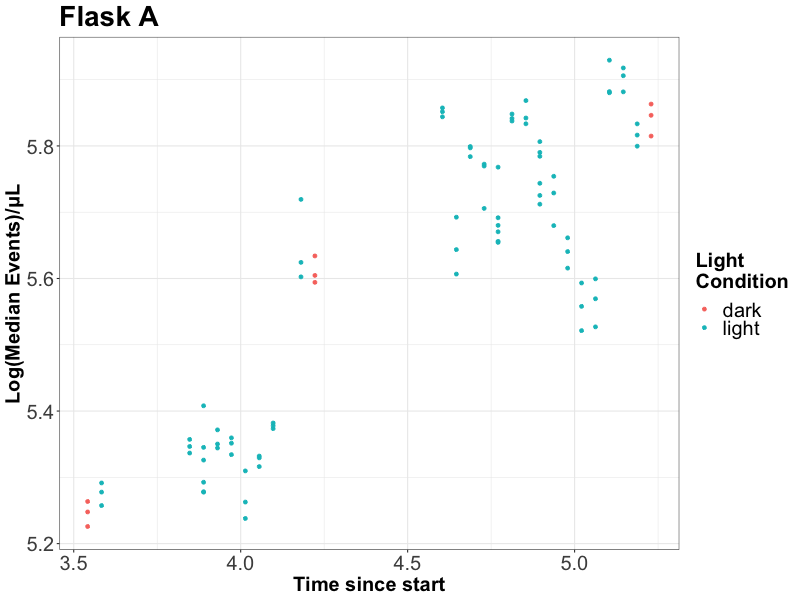 Flask A
Log(Median Events)/µL
5.8
5.6
5.4
5.2
3.5
4.0
4.5
5.0
Time since start
Light
Condition
dark
light